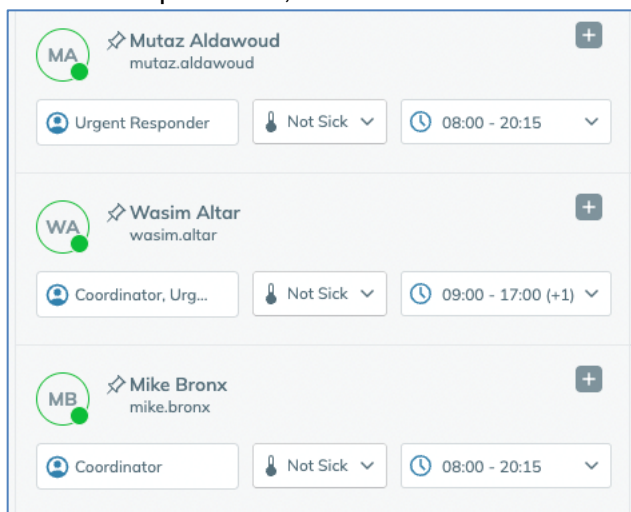 MA
Mutaz Aldawoud
mutaz.aldawoud
Urgent Responder
Not Sick
08:00 - 20:15
WA
Wasim Altar
wasim.altar
Coordinator, Urg...
Not Sick
09:00 - 17:00 (+1)
MB
Mike Bronx
mike.bronx
Coordinator
Not Sick
08:00 - 20:15